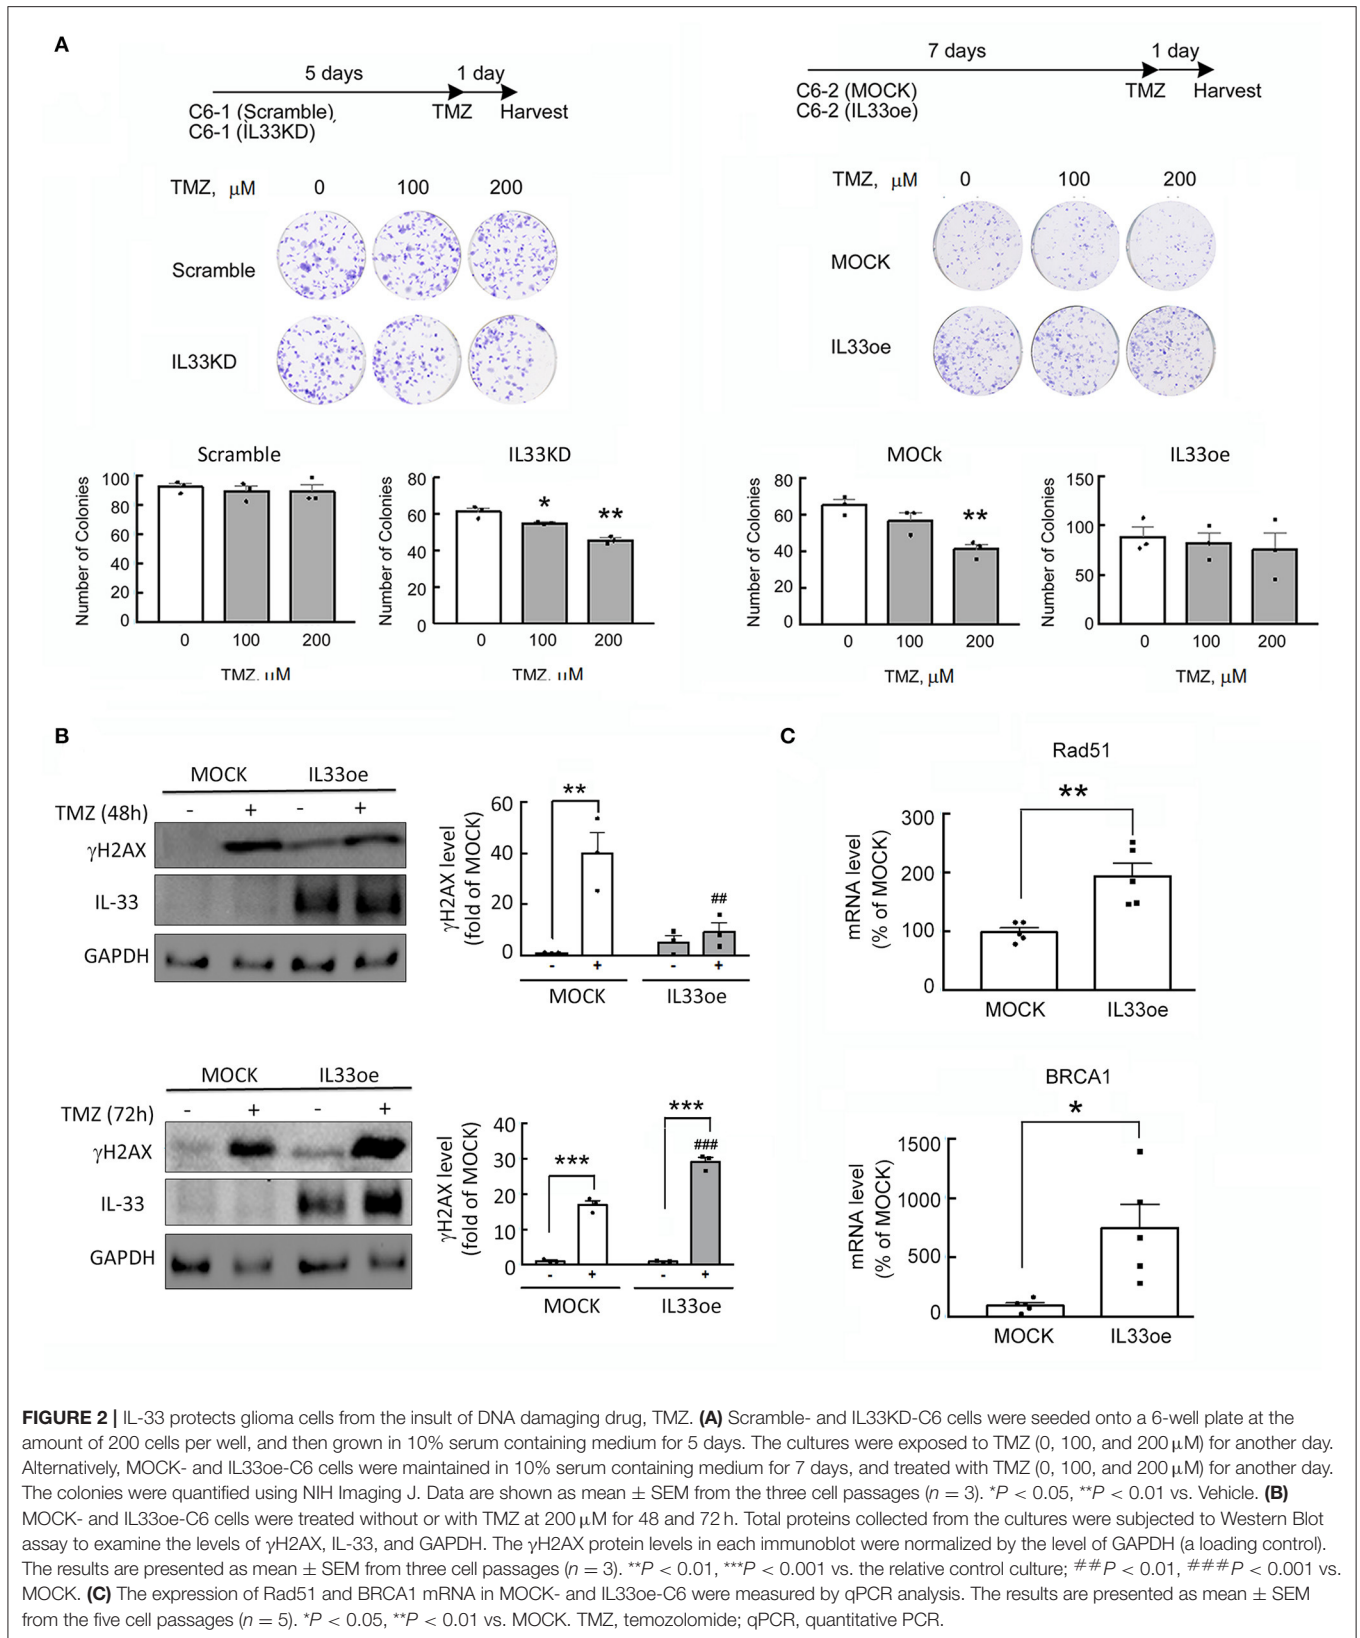 A
5 days
1 day
C6-1 (Scramble),
C6-1 (IL33KD)
TMZ
Harvest
TMZ, μM
0
100
200
Scramble
IL33KD
7 days
1 day
C6-2 (MOCK)
C6-2 (IL33oe)
TMZ
Harvest
TMZ, μM
0
100
200
MOCK
IL33oe
Scramble
Number of Colonies
100
80
60
40
20
0
0
100
200
TMZ, μM
IL33KD
Number of Colonies
80
60
40
20
0
*
**
0
100
200
TMZ, μM
MOCk
Number of Colonies
80
60
40
20
0
**
0
100
200
TMZ, μM
IL33oe
Number of Colonies
150
100
50
0
0
100
200
TMZ, μM
B
MOCK
IL33oe
TMZ (48h)
-
+
-
+
γH2AX
IL-33
GAPDH
γH2AX level
(fold of MOCK)
60
40
20
0
**
##
-
+
-
+
MOCK
IL33oe
MOCK
IL33oe
TMZ (72h)
-
+
-
+
γH2AX
IL-33
GAPDH
γH2AX level
(fold of MOCK)
40
30
20
10
0
***
***
###
-
+
-
+
MOCK
IL33oe
C
Rad51
**
mRNA level
(% of MOCK)
300
200
100
0
MOCK
IL33oe
BRCA1
*
mRNA level
(% of MOCK)
1500
1000
500
0
MOCK
IL33oe
FIGURE 2 | IL-33 protects glioma cells from the insult of DNA damaging drug, TMZ. (A) Scramble- and IL33KD-C6 cells were seeded onto a 6-well plate at the
amount of 200 cells per well, and then grown in 10% serum containing medium for 5 days. The cultures were exposed to TMZ (0, 100, and 200 μM) for another day.
Alternatively, MOCK- and IL33oe-C6 cells were maintained in 10% serum containing medium for 7 days, and treated with TMZ (0, 100, and 200 μM) for another day.
The colonies were quantified using NIH Imaging J. Data are shown as mean ± SEM from the three cell passages (n = 3). *P < 0.05, **P < 0.01 vs. Vehicle. (B)
MOCK- and IL33oe-C6 cells were treated without or with TMZ at 200 μM for 48 and 72 h. Total proteins collected from the cultures were subjected to Western Blot
assay to examine the levels of γH2AX, IL-33, and GAPDH. The γH2AX protein levels in each immunoblot were normalized by the level of GAPDH (a loading control).
The results are presented as mean ± SEM from three cell passages (n = 3). **P < 0.01, ***P < 0.001 vs. the relative control culture; ##P < 0.01, ###P < 0.001 vs.
MOCK. (C) The expression of Rad51 and BRCA1 mRNA in MOCK- and IL33oe-C6 were measured by qPCR analysis. The results are presented as mean ± SEM
from the five cell passages (n = 5). *P < 0.05, **P < 0.01 vs. MOCK. TMZ, temozolomide; qPCR, quantitative PCR.